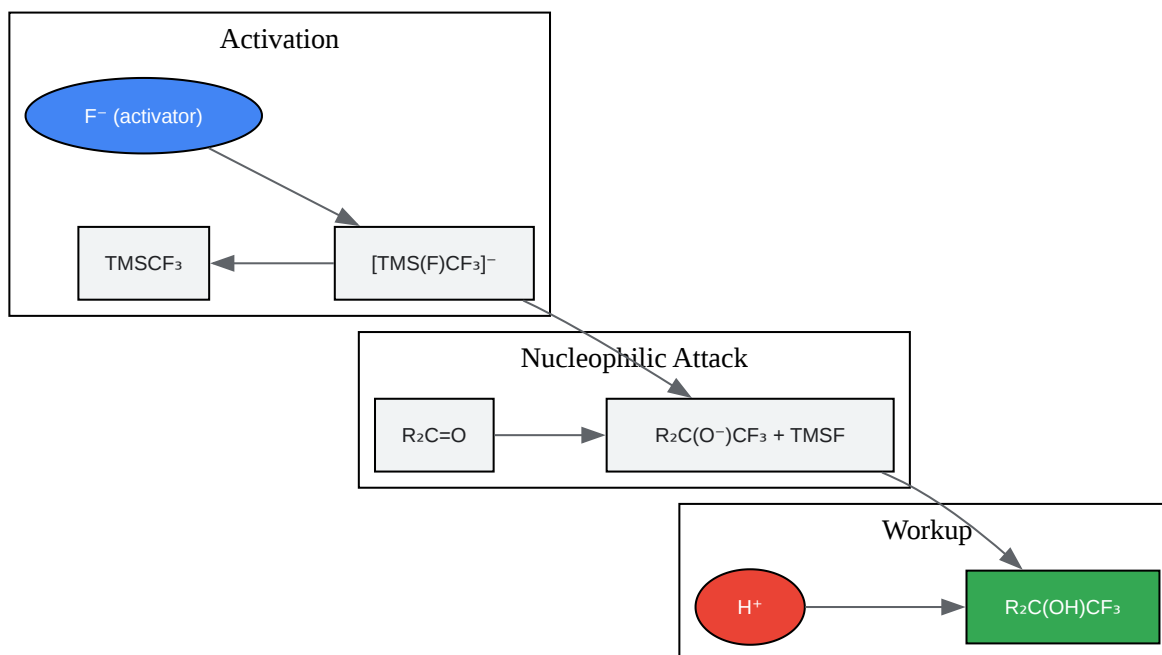 Activation
F⁻ (activator)
TMSCF₃
[TMS(F)CF₃]⁻
Nucleophilic Attack
R₂C=O
R₂C(O⁻)CF₃ + TMSF
Workup
H⁺
R₂C(OH)CF₃